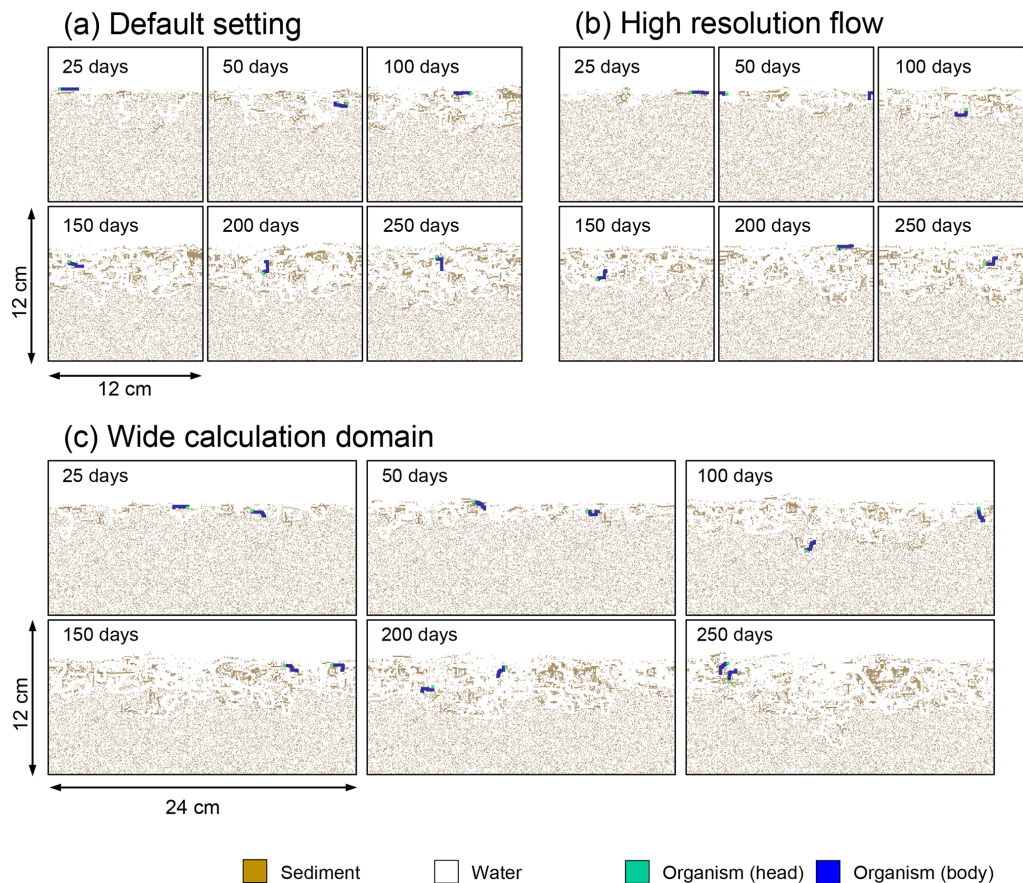 (a) Default setting
(b) High resolution flow
25 days
50 days
100 days
25 days
50 days
100 days
150 days
200 days
250 days
150 days
200 days
250 days
12 cm
12 cm
(c) Wide calculation domain
25 days
50 days
100 days
150 days
200 days
250 days
12 cm
24 cm
Sediment
Water
Organism (head)
Organism (body)